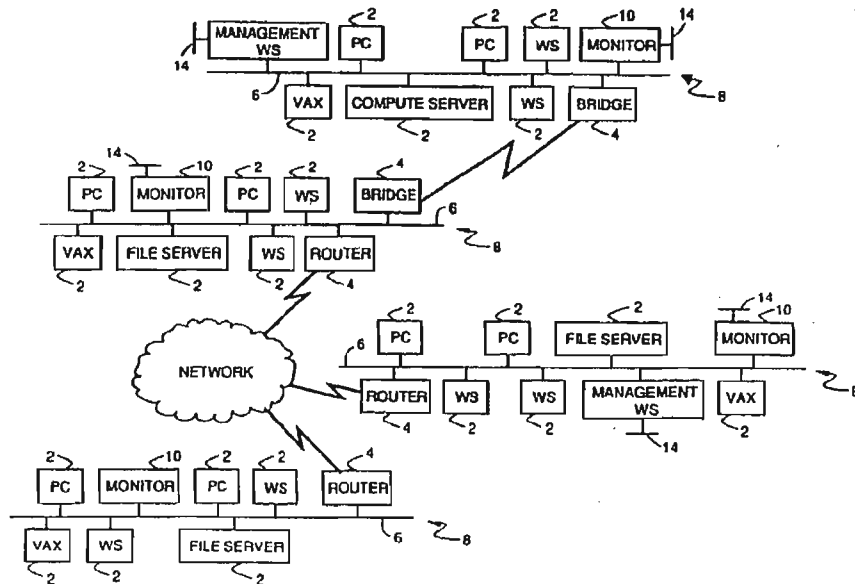 2 2 2 10 14
14 MANAGEMENT WS PC PC WS MONITOR
6 8
VAX COMPUTE SERVER WS BRIDGE
2 2 2 4
2 14 10 2 2 4
PC MONITOR PC WS BRIDGE
6
8
VAX FILE SERVER WS ROUTER
2 2 2 4
2 2 2 14 10
PC PC FILE SERVER MONITOR
6
NETWORK
8
ROUTER WS WS MANAGEMENT WS VAX
4 2 2 14 2
2 10 2 2 4
PC MONITOR PC WS ROUTER
6 8
VAX WS FILE SERVER
2 2 2